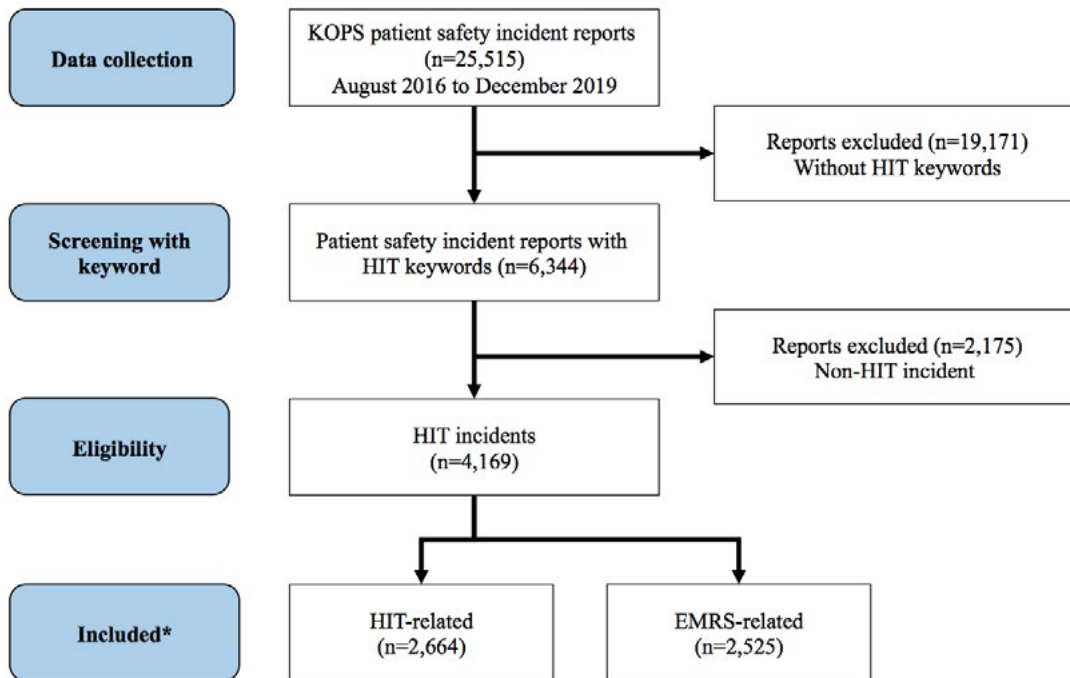 Data collection
KOPS patient safety incident reports
(n=25,515)
August 2016 to December 2019
Reports excluded (n=19,171)
Without HIT keywords
Screening with
keyword
Patient safety incident reports with
HIT keywords (n=6,344)
Reports excluded (n=2,175)
Non-HIT incident
Eligibility
HIT incidents
(n=4,169)
Included*
HIT-related
(n=2,664)
EMRS-related
(n=2,525)